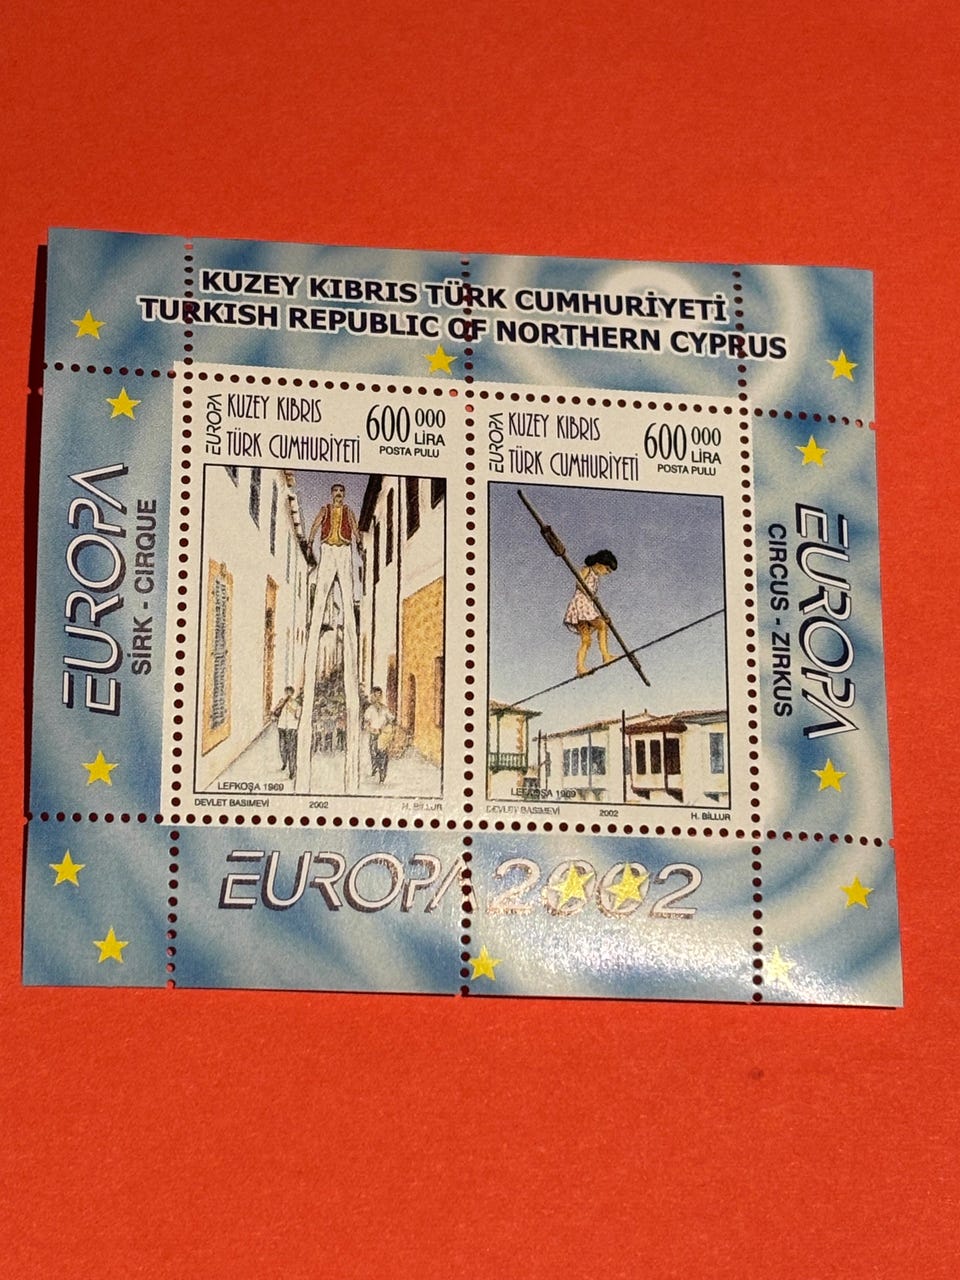 KUZEY KIBRIS TÜRK CUMHURİYETİ
TURKISH REPUBLIC OF NORTHERN CYPRUS
EUROPA
SİRK - CIRQUE
EUROPA
KUZEY KIBRIS
TÜRK CUMHURİYETİ
600 000
LİRA
POSTA PULU
LEFKOŞA 1969
DEVLET BASIMEVİ 2002 H. BİLLUR
EUROPA
KUZEY KIBRIS
TÜRK CUMHURİYETİ
600 000
LİRA
POSTA PULU
LEFKOŞA 1969
DEVLET BASIMEVİ 2002 H. BİLLUR
EUROPA
CIRCUS - ZIRKUS
EUROPA 2002